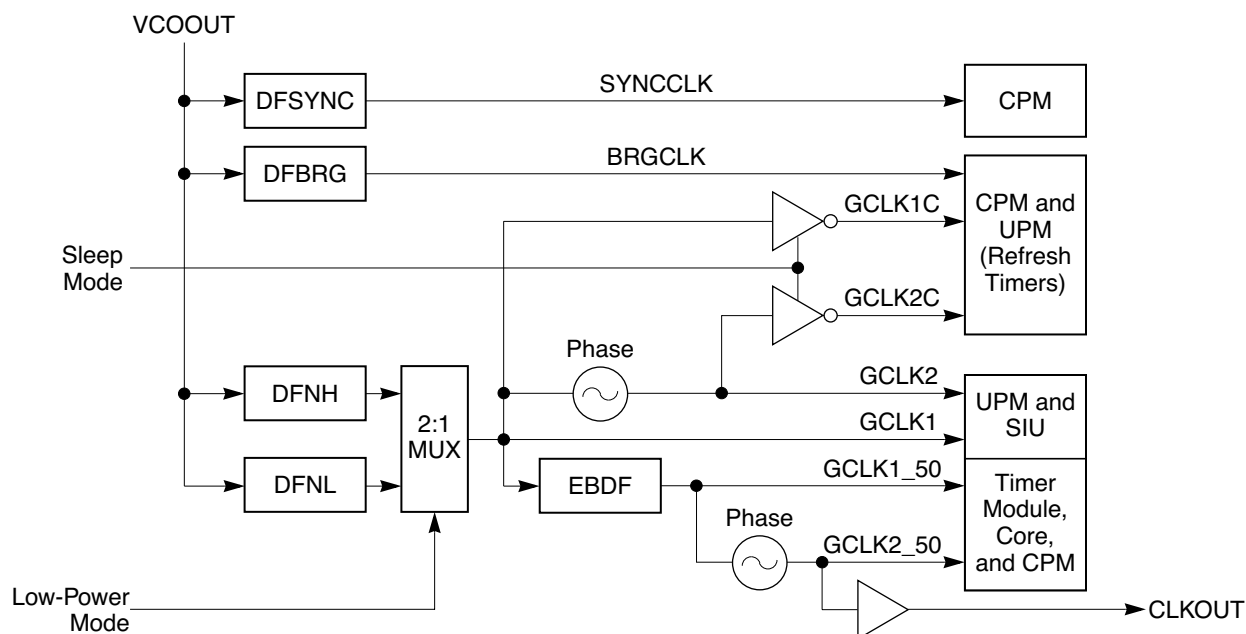 VCOOUT
DFSYNC
SYNCCLK
CPM
DFBRG
BRGCLK
GCLK1C
CPM and
UPM
(Refresh
Timers)
Sleep
Mode
GCLK2C
Phase
DFNH
2:1
MUX
GCLK2
UPM and
SIU
GCLK1
DFNL
EBDF
GCLK1_50
Timer
Module,
Core,
and CPM
Phase
GCLK2_50
Low-Power
Mode
CLKOUT